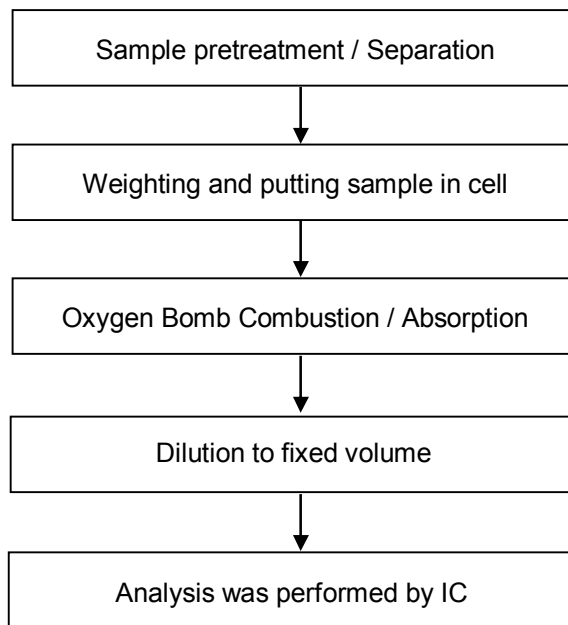 Sample pretreatment / Separation
Weighting and putting sample in cell
Oxygen Bomb Combustion / Absorption
Dilution to fixed volume
Analysis was performed by IC